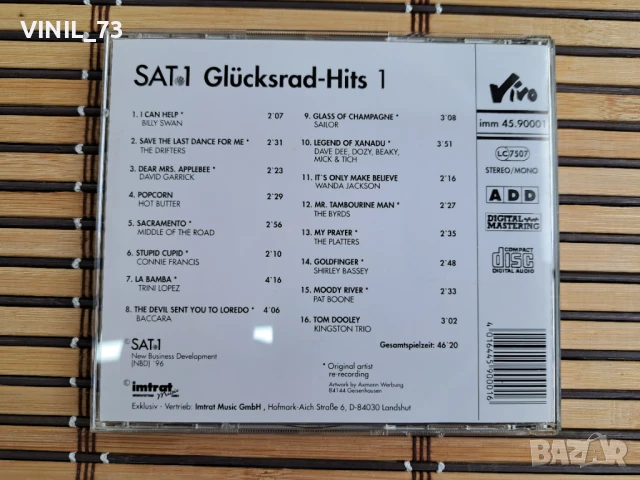 VINIL_73
SAT.1 Glücksrad-Hits 1
1. I CAN HELP * 2'07
BILLY SWAN
2. SAVE THE LAST DANCE FOR ME * 2'31
THE DRIFTERS
3. DEAR MRS. APPLEBEE * 2'23
DAVID GARRICK
4. POPCORN 2'29
HOT BUTTER
5. SACRAMENTO * 2'56
MIDDLE OF THE ROAD
6. STUPID CUPID * 2'10
CONNIE FRANCIS
7. LA BAMBA * 4'16
TRINI LOPEZ
8. THE DEVIL SENT YOU TO LOREDO * 4'06
BACCARA
9. GLASS OF CHAMPAGNE * 3'08
SAILOR
10. LEGEND OF XANADU * 3'51
DAVE DEE, DOZY, BEAKY,
MICK & TICH
11. IT'S ONLY MAKE BELIEVE 2'16
WANDA JACKSON
12. MR. TAMBOURINE MAN * 2'27
THE BYRDS
13. MY PRAYER * 2'35
THE PLATTERS
14. GOLDFINGER * 2'48
SHIRLEY BASSEY
15. MOODY RIVER * 2'33
PAT BOONE
16. TOM DOOLEY 3'02
KINGSTON TRIO
Gesamtspielzeit: 46'20
* Original artist
re-recording
Artwork by Axmann Werbung
84144 Geisenhausen
© SAT.1
New Business Development
(NBD) '96
© imtrat
Exklusiv - Vertrieb: Imtrat Music GmbH , Hofmark-Aich Straße 6, D-84030 Landshut
Vivo
imm 45.90001
LC 7507
STEREO/MONO
ADD
DIGITAL
MASTERING
COMPACT
disc
DIGITAL AUDIO
4 016445 900016
BAZAR